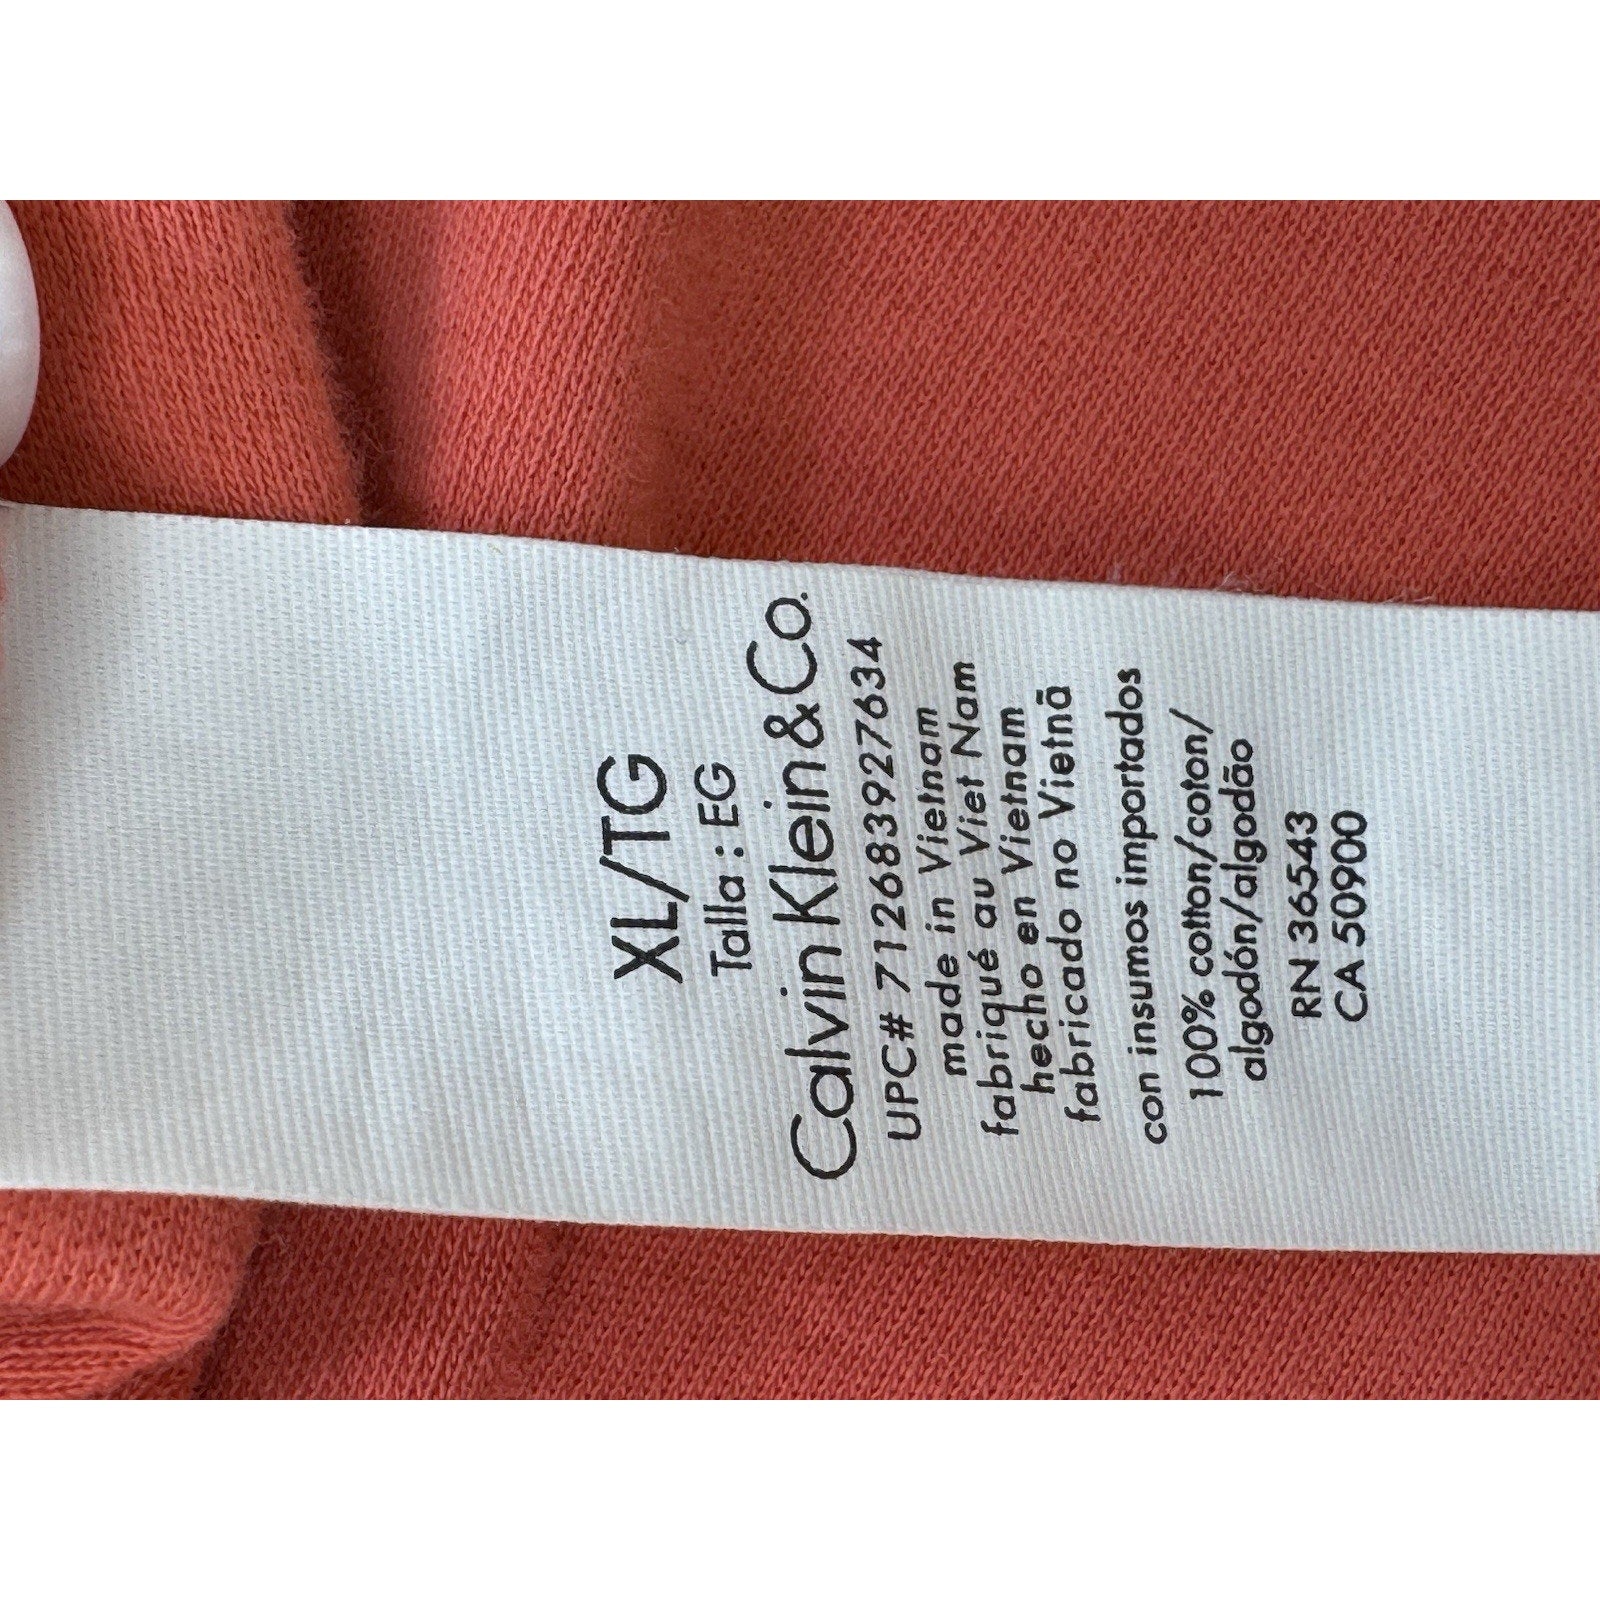 XL/TG
Talla : EG
Calvin Klein & Co.
UPC# 712683927634
made in Vietnam
fabriqué au Viet Nam
hecho en Vietnam
fabricado no Vietnã
con insumos importados
100% cotton/coton/
algodón/algodão
RN 36543
CA 50900